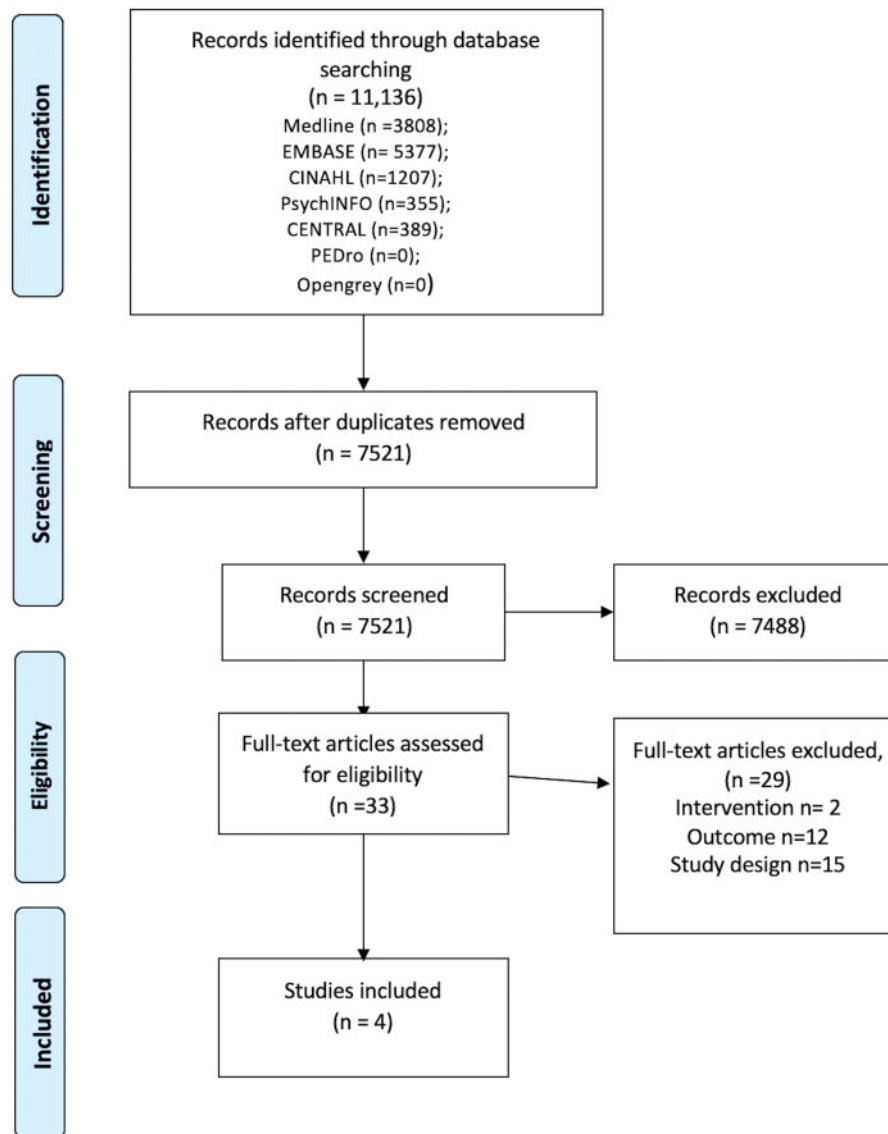 Identification
Records identified through database
searching
(n = 11,136)
Medline (n =3808);
EMBASE (n= 5377);
CINAHL (n=1207);
PsychINFO (n=355);
CENTRAL (n=389);
PEDro (n=0);
Opengrey (n=0)
Screening
Records after duplicates removed
(n = 7521)
Records screened
(n = 7521)
Records excluded
(n = 7488)
Eligibility
Full-text articles assessed
for eligibility
(n =33)
Full-text articles excluded,
(n =29)
Intervention n= 2
Outcome n=12
Study design n=15
Included
Studies included
(n = 4)